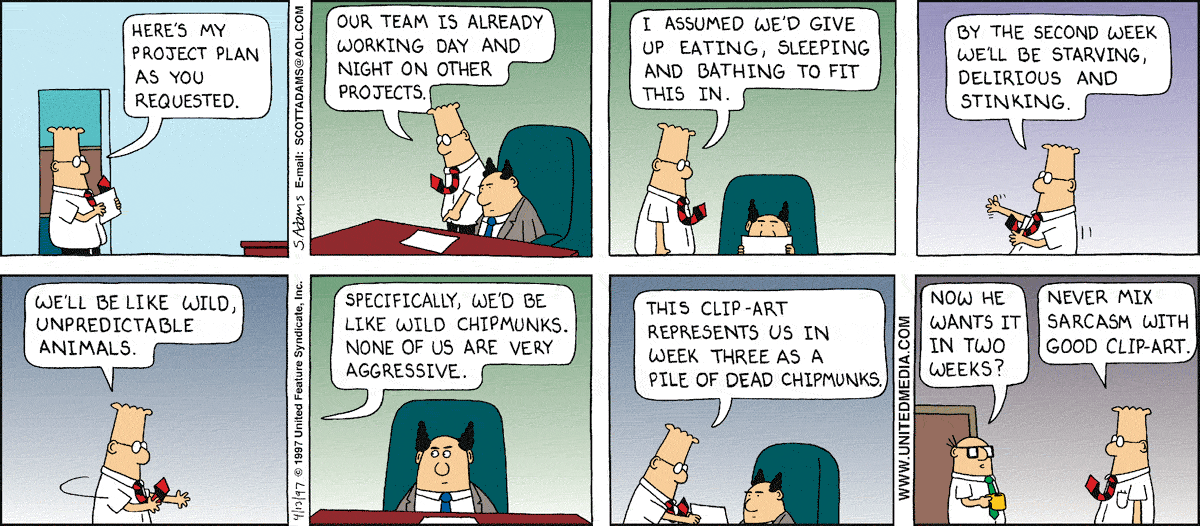 HERE'S MY
PROJECT PLAN
AS YOU
REQUESTED.
S.Adams E-mail: SCOTTADAMS@AOL.COM
OUR TEAM IS ALREADY
WORKING DAY AND
NIGHT ON OTHER
PROJECTS.
I ASSUMED WE'D GIVE
UP EATING, SLEEPING
AND BATHING TO FIT
THIS IN.
BY THE SECOND WEEK
WE'LL BE STARVING,
DELIRIOUS AND
STINKING.
WE'LL BE LIKE WILD,
UNPREDICTABLE
ANIMALS.
4/13/97 © 1997 United Feature Syndicate, Inc.
SPECIFICALLY, WE'D BE
LIKE WILD CHIPMUNKS.
NONE OF US ARE VERY
AGGRESSIVE.
THIS CLIP-ART
REPRESENTS US IN
WEEK THREE AS A
PILE OF DEAD CHIPMUNKS.
WWW.UNITEDMEDIA.COM
NOW HE
WANTS IT
IN TWO
WEEKS?
NEVER MIX
SARCASM WITH
GOOD CLIP-ART.